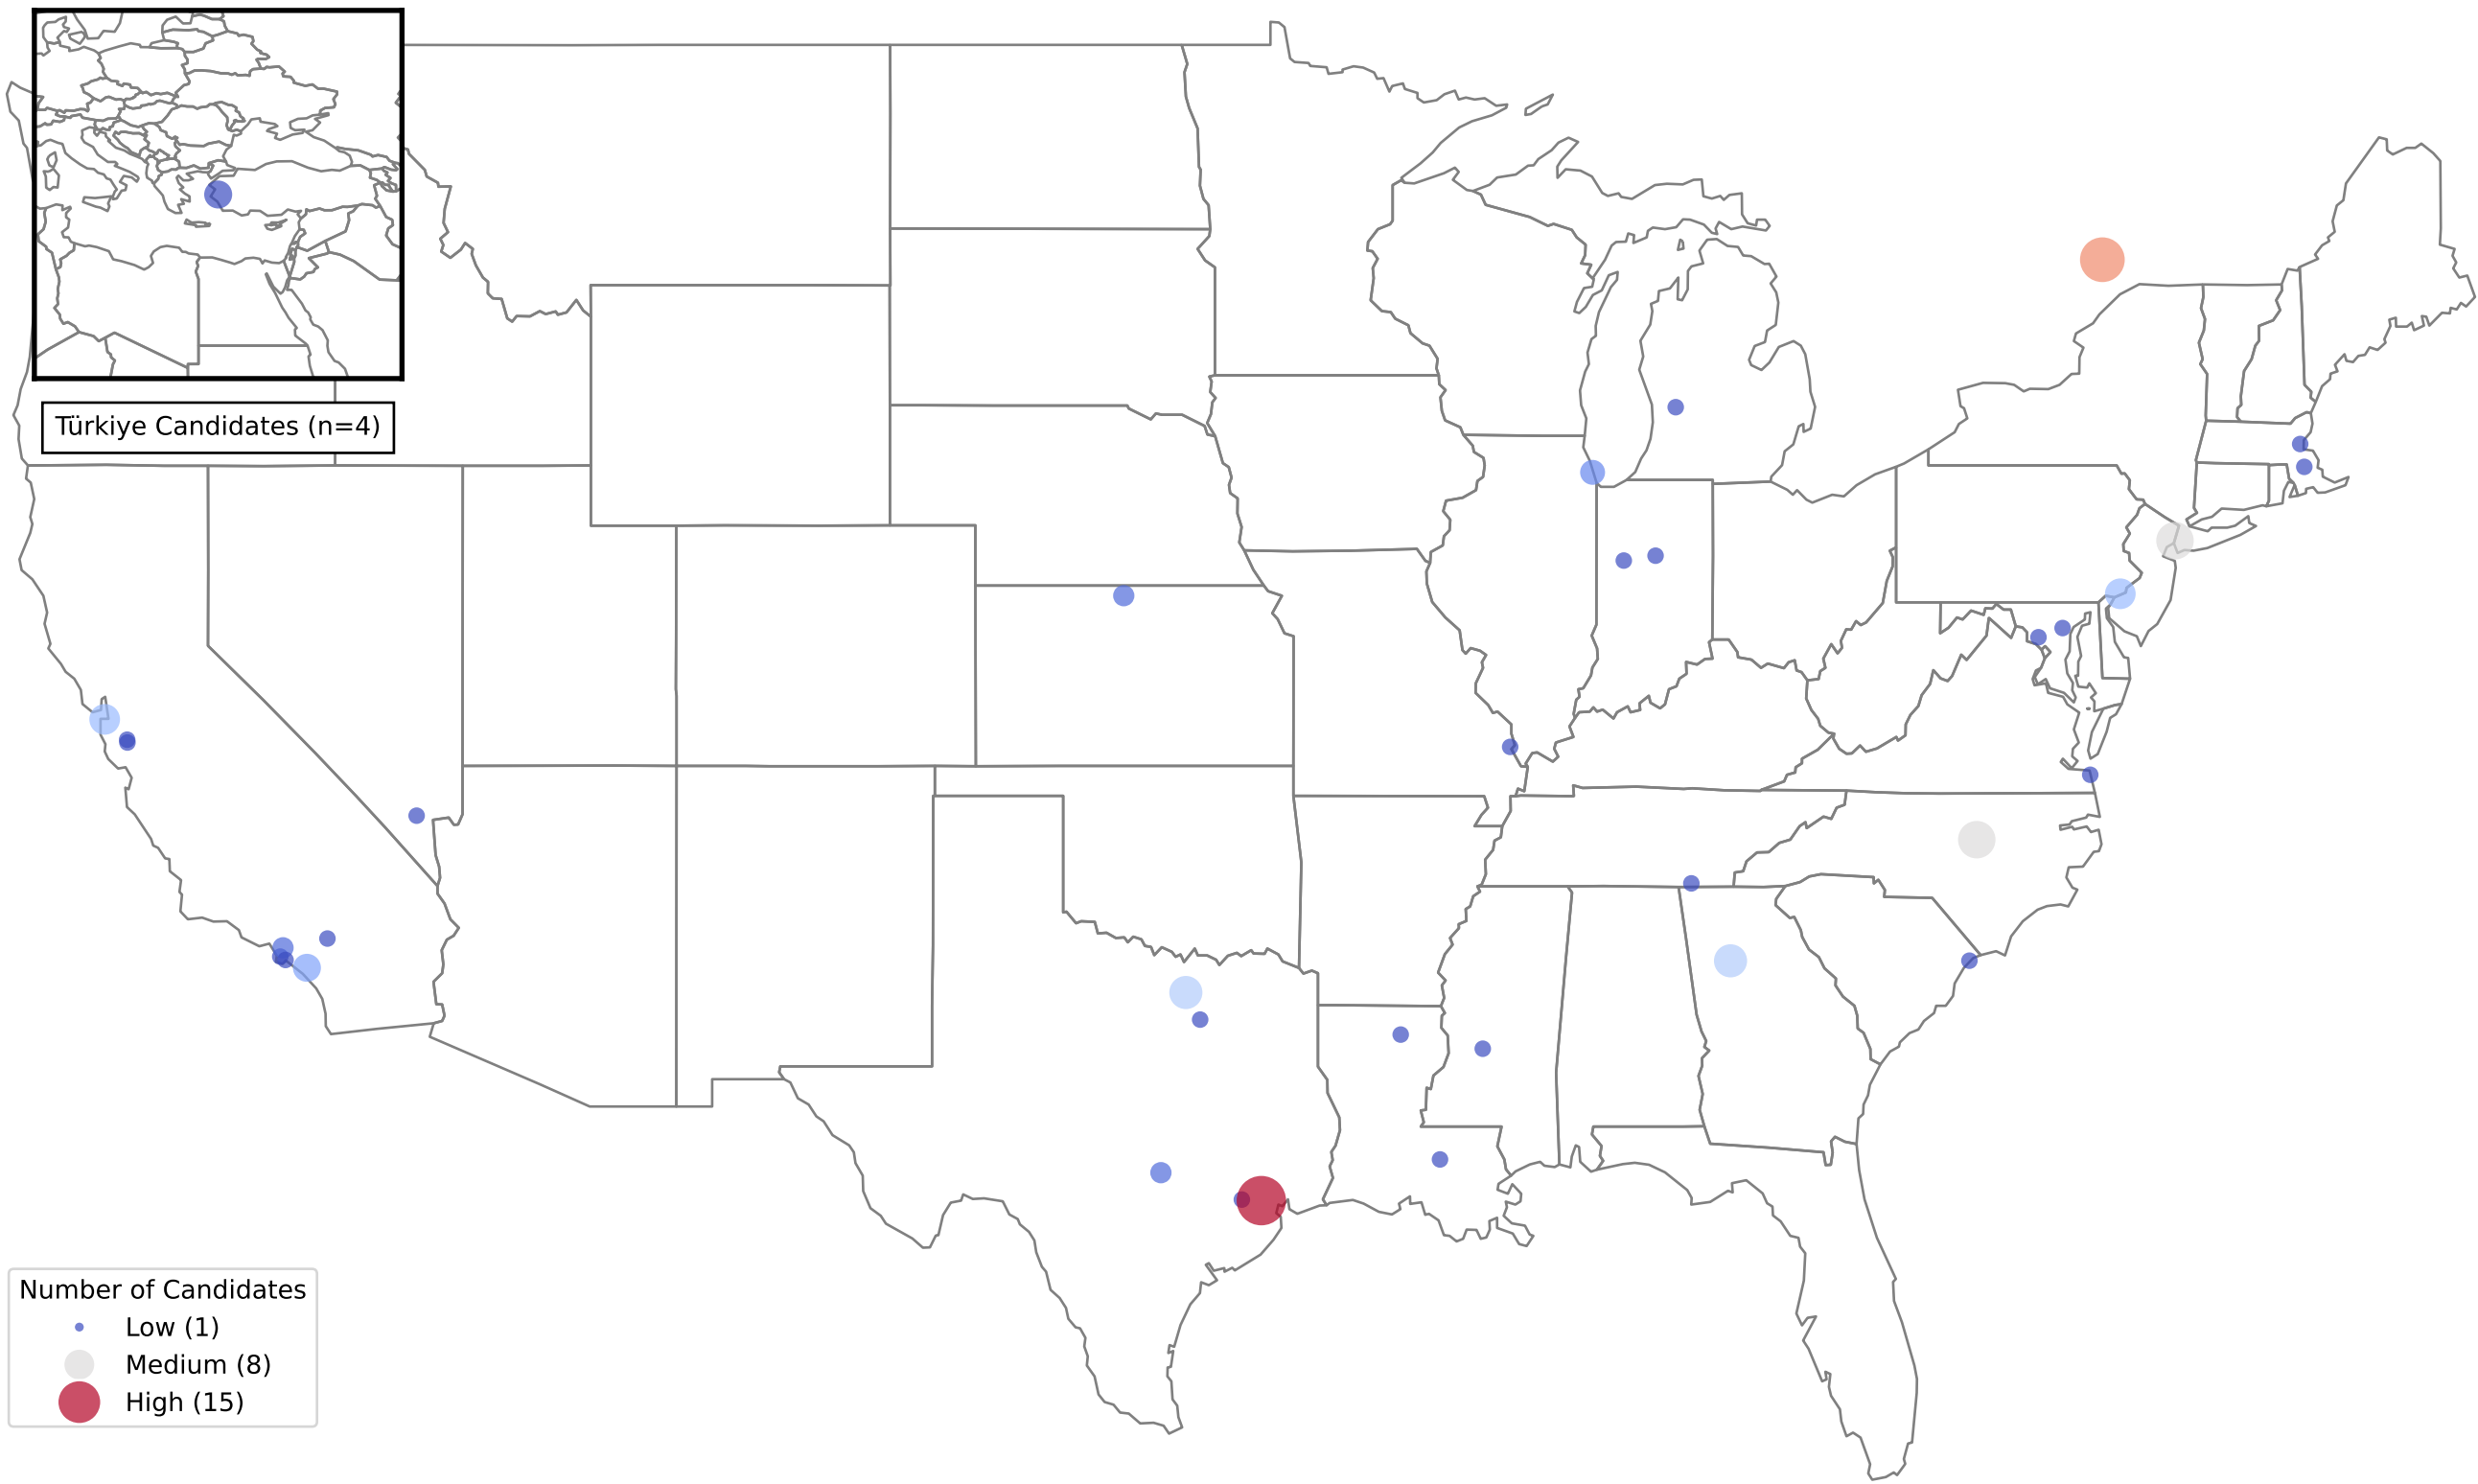 Türkiye Candidates (n=4)
Number of Candidates
Low (1)
Medium (8)
High (15)